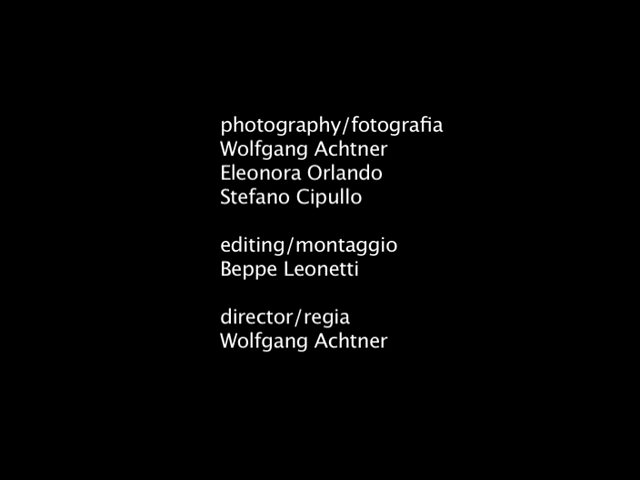 photography/fotografia
Wolfgang Achtner
Eleonora Orlando
Stefano Cipullo
editing/montaggio
Beppe Leonetti
director/regia
Wolfgang Achtner